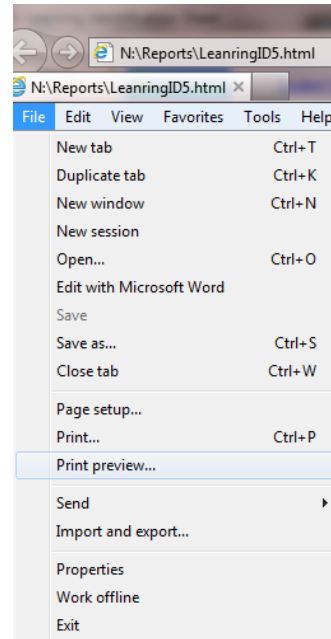 N:\Reports\LeanringID5.html
N:\Reports\LeanringID5.html ×
File Edit View Favorites Tools Help
New tab Ctrl+T
Duplicate tab Ctrl+K
New window Ctrl+N
New session
Open... Ctrl+O
Edit with Microsoft Word
Save
Save as... Ctrl+S
Close tab Ctrl+W
Page setup...
Print... Ctrl+P
Print preview...
Send
Import and export...
Properties
Work offline
Exit